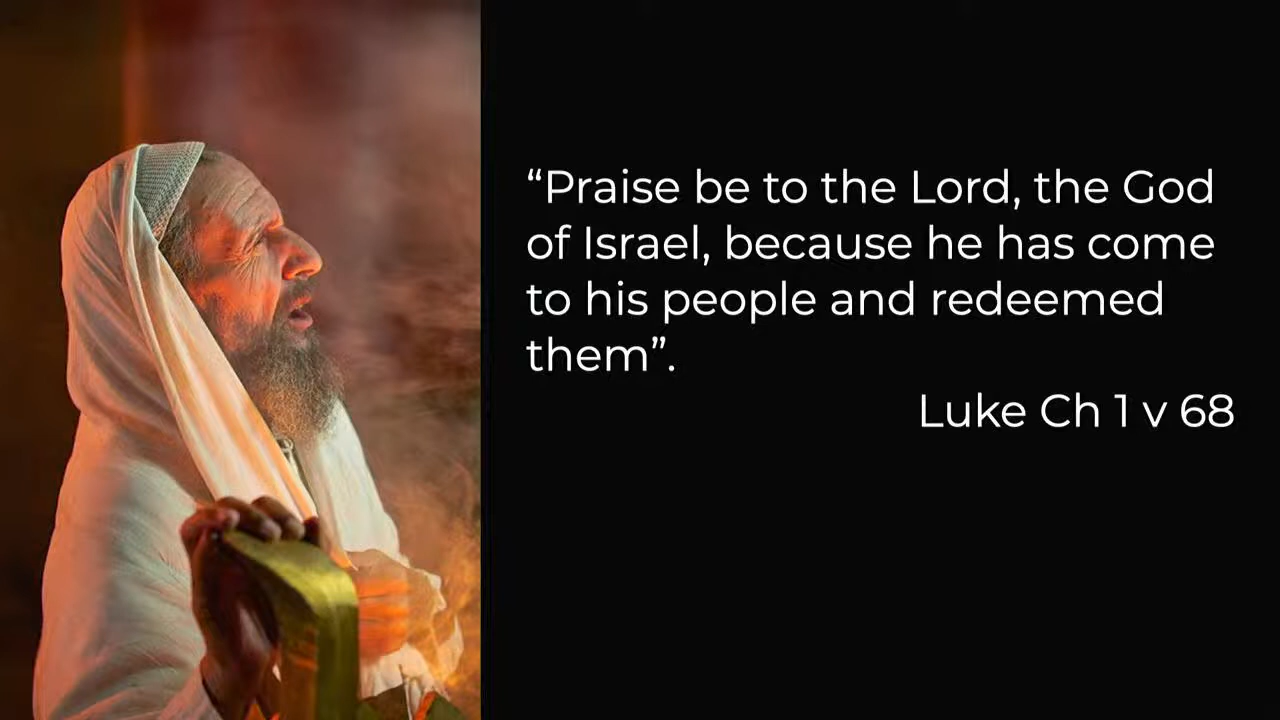 “Praise be to the Lord, the God
of Israel, because he has come
to his people and redeemed
them”.
Luke Ch 1 v 68